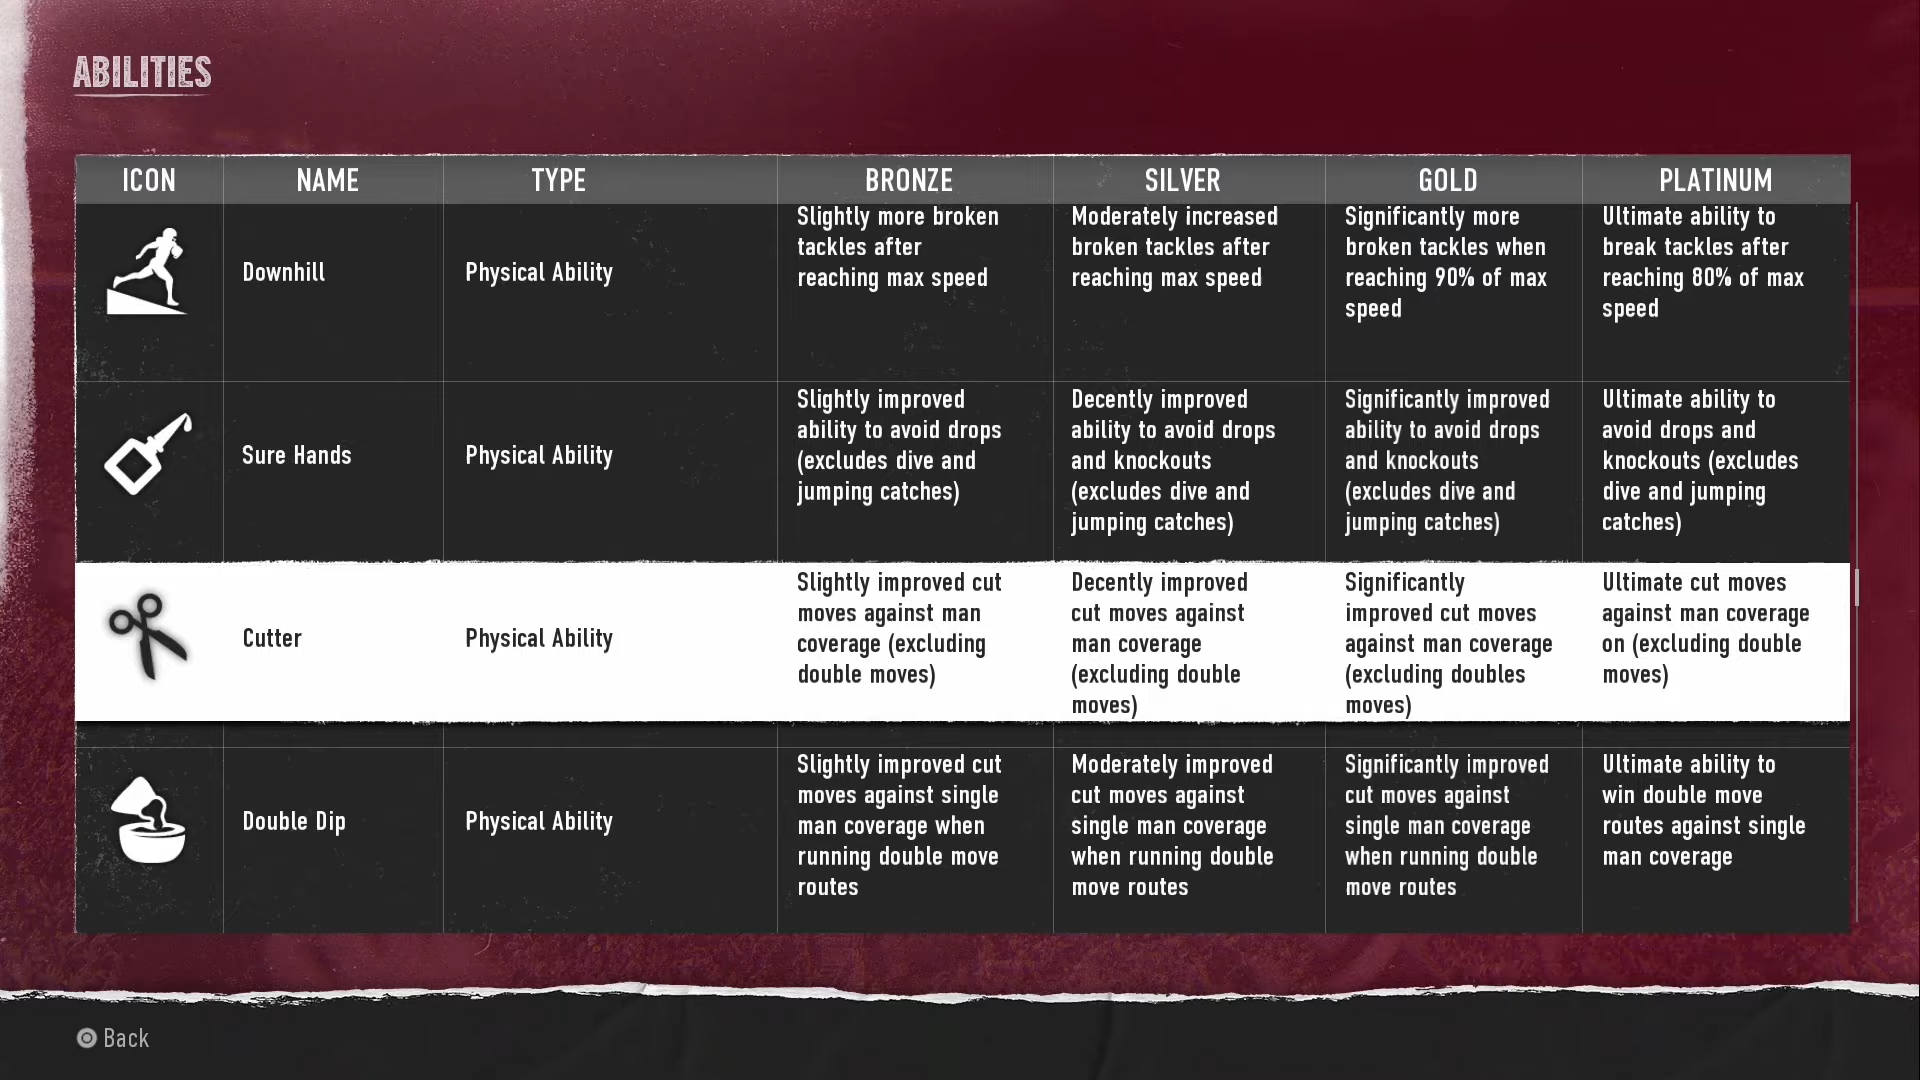 ABILITIES
ICON NAME TYPE BRONZE SILVER GOLD PLATINUM
Downhill
Physical Ability
Slightly more broken
tackles after
reaching max speed
Moderately increased
broken tackles after
reaching max speed
Significantly more
broken tackles when
reaching 90% of max
speed
Ultimate ability to
break tackles after
reaching 80% of max
speed
Sure Hands
Physical Ability
Slightly improved
ability to avoid drops
(excludes dive and
jumping catches)
Decently improved
ability to avoid drops
and knockouts
(excludes dive and
jumping catches)
Significantly improved
ability to avoid drops
and knockouts
(excludes dive and
jumping catches)
Ultimate ability to
avoid drops and
knockouts (excludes
dive and jumping
catches)
Cutter
Physical Ability
Slightly improved cut
moves against man
coverage (excluding
double moves)
Decently improved
cut moves against
man coverage
(excluding double
moves)
Significantly
improved cut moves
against man coverage
(excluding doubles
moves)
Ultimate cut moves
against man coverage
on (excluding double
moves)
Double Dip
Physical Ability
Slightly improved cut
moves against single
man coverage when
running double move
routes
Moderately improved
cut moves against
single man coverage
when running double
move routes
Significantly improved
cut moves against
single man coverage
when running double
move routes
Ultimate ability to
win double move
routes against single
man coverage
Back